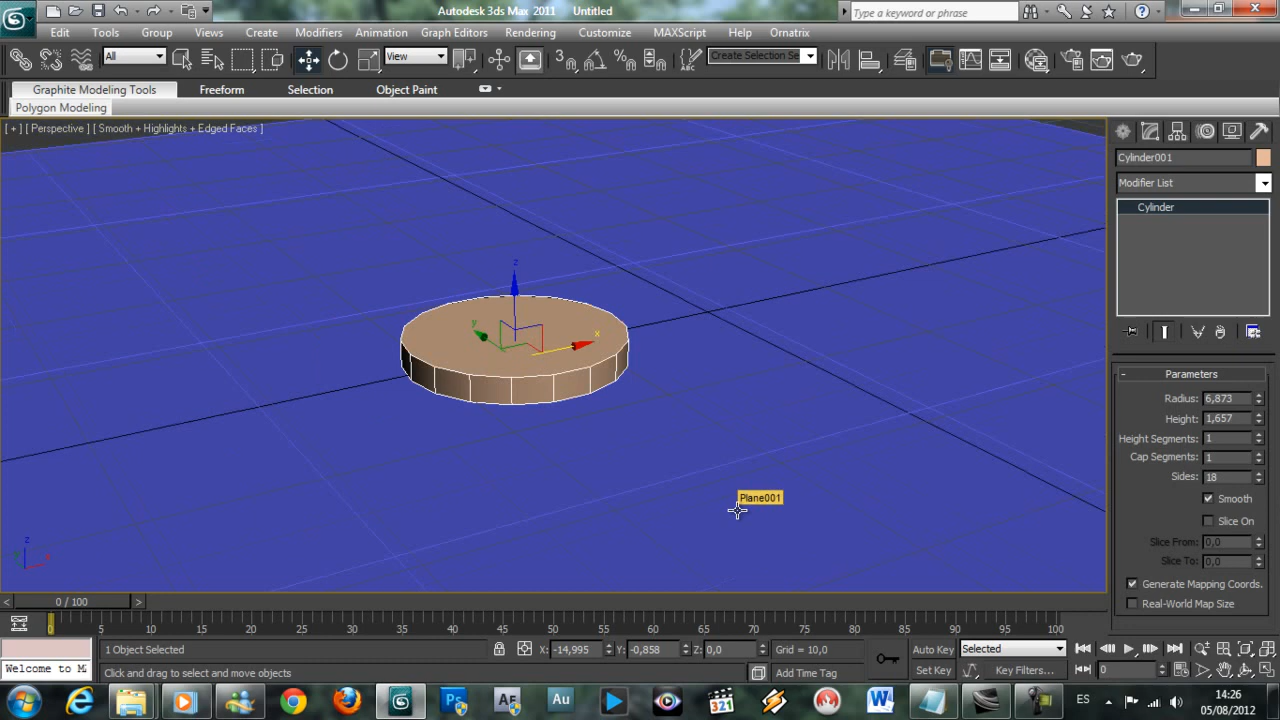 Autodesk 3ds Max 2011    Untitled
Type a keyword or phrase
Edit Tools Group Views Create Modifiers Animation Graph Editors Rendering Customize MAXScript Help Ornatrix
All View 3 Create Selection Se
Graphite Modeling Tools Freeform Selection Object Paint
Polygon Modeling
[ + ] [ Perspective ] [ Smooth + Highlights + Edged Faces ]
Cylinder001
Modifier List
Cylinder
z
y x
Plane001
z
x
- Parameters
Radius: 6,873
Height: 1,657
Height Segments: 1
Cap Segments: 1
Sides: 18
Smooth
Slice On
Slice From: 0,0
Slice To: 0,0
Generate Mapping Coords.
Real-World Map Size
< 0 / 100 >
0 5 10 15 20 25 30 35 40 45 50 55 60 65 70 75 80 85 90 95 100
1 Object Selected X: -14,995 Y: -0,858 Z: 0,0 Grid = 10,0 Auto Key Selected
Welcome to M Click and drag to select and move objects Add Time Tag Set Key Key Filters... 0
Ps AF Au 321 W ES 14:26
05/08/2012